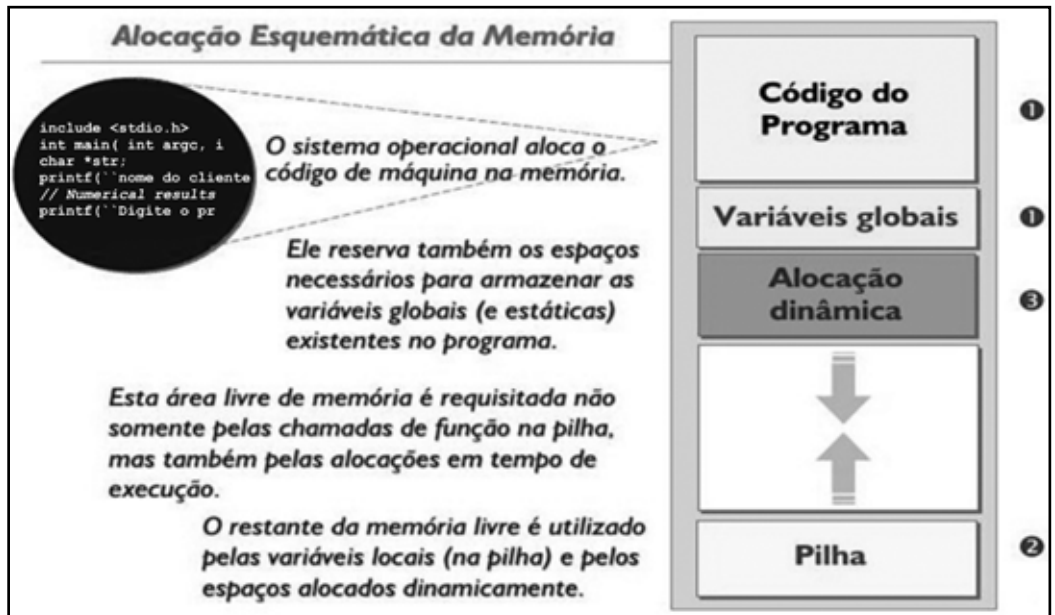 Alocação Esquemática da Memória
include <stdio.h>
int main( int argc, i
char *str;
printf(``nome do cliente
// Numerical results
printf(``Digite o pr
O sistema operacional aloca o
código de máquina na memória.
Ele reserva também os espaços
necessários para armazenar as
variáveis globais (e estáticas)
existentes no programa.
Esta área livre de memória é requisitada não
somente pelas chamadas de função na pilha,
mas também pelas alocações em tempo de
execução.
O restante da memória livre é utilizado
pelas variáveis locais (na pilha) e pelos
espaços alocados dinamicamente.
Código do
Programa
❶
Variáveis globais
❶
Alocação
dinâmica
❸
Pilha
❷